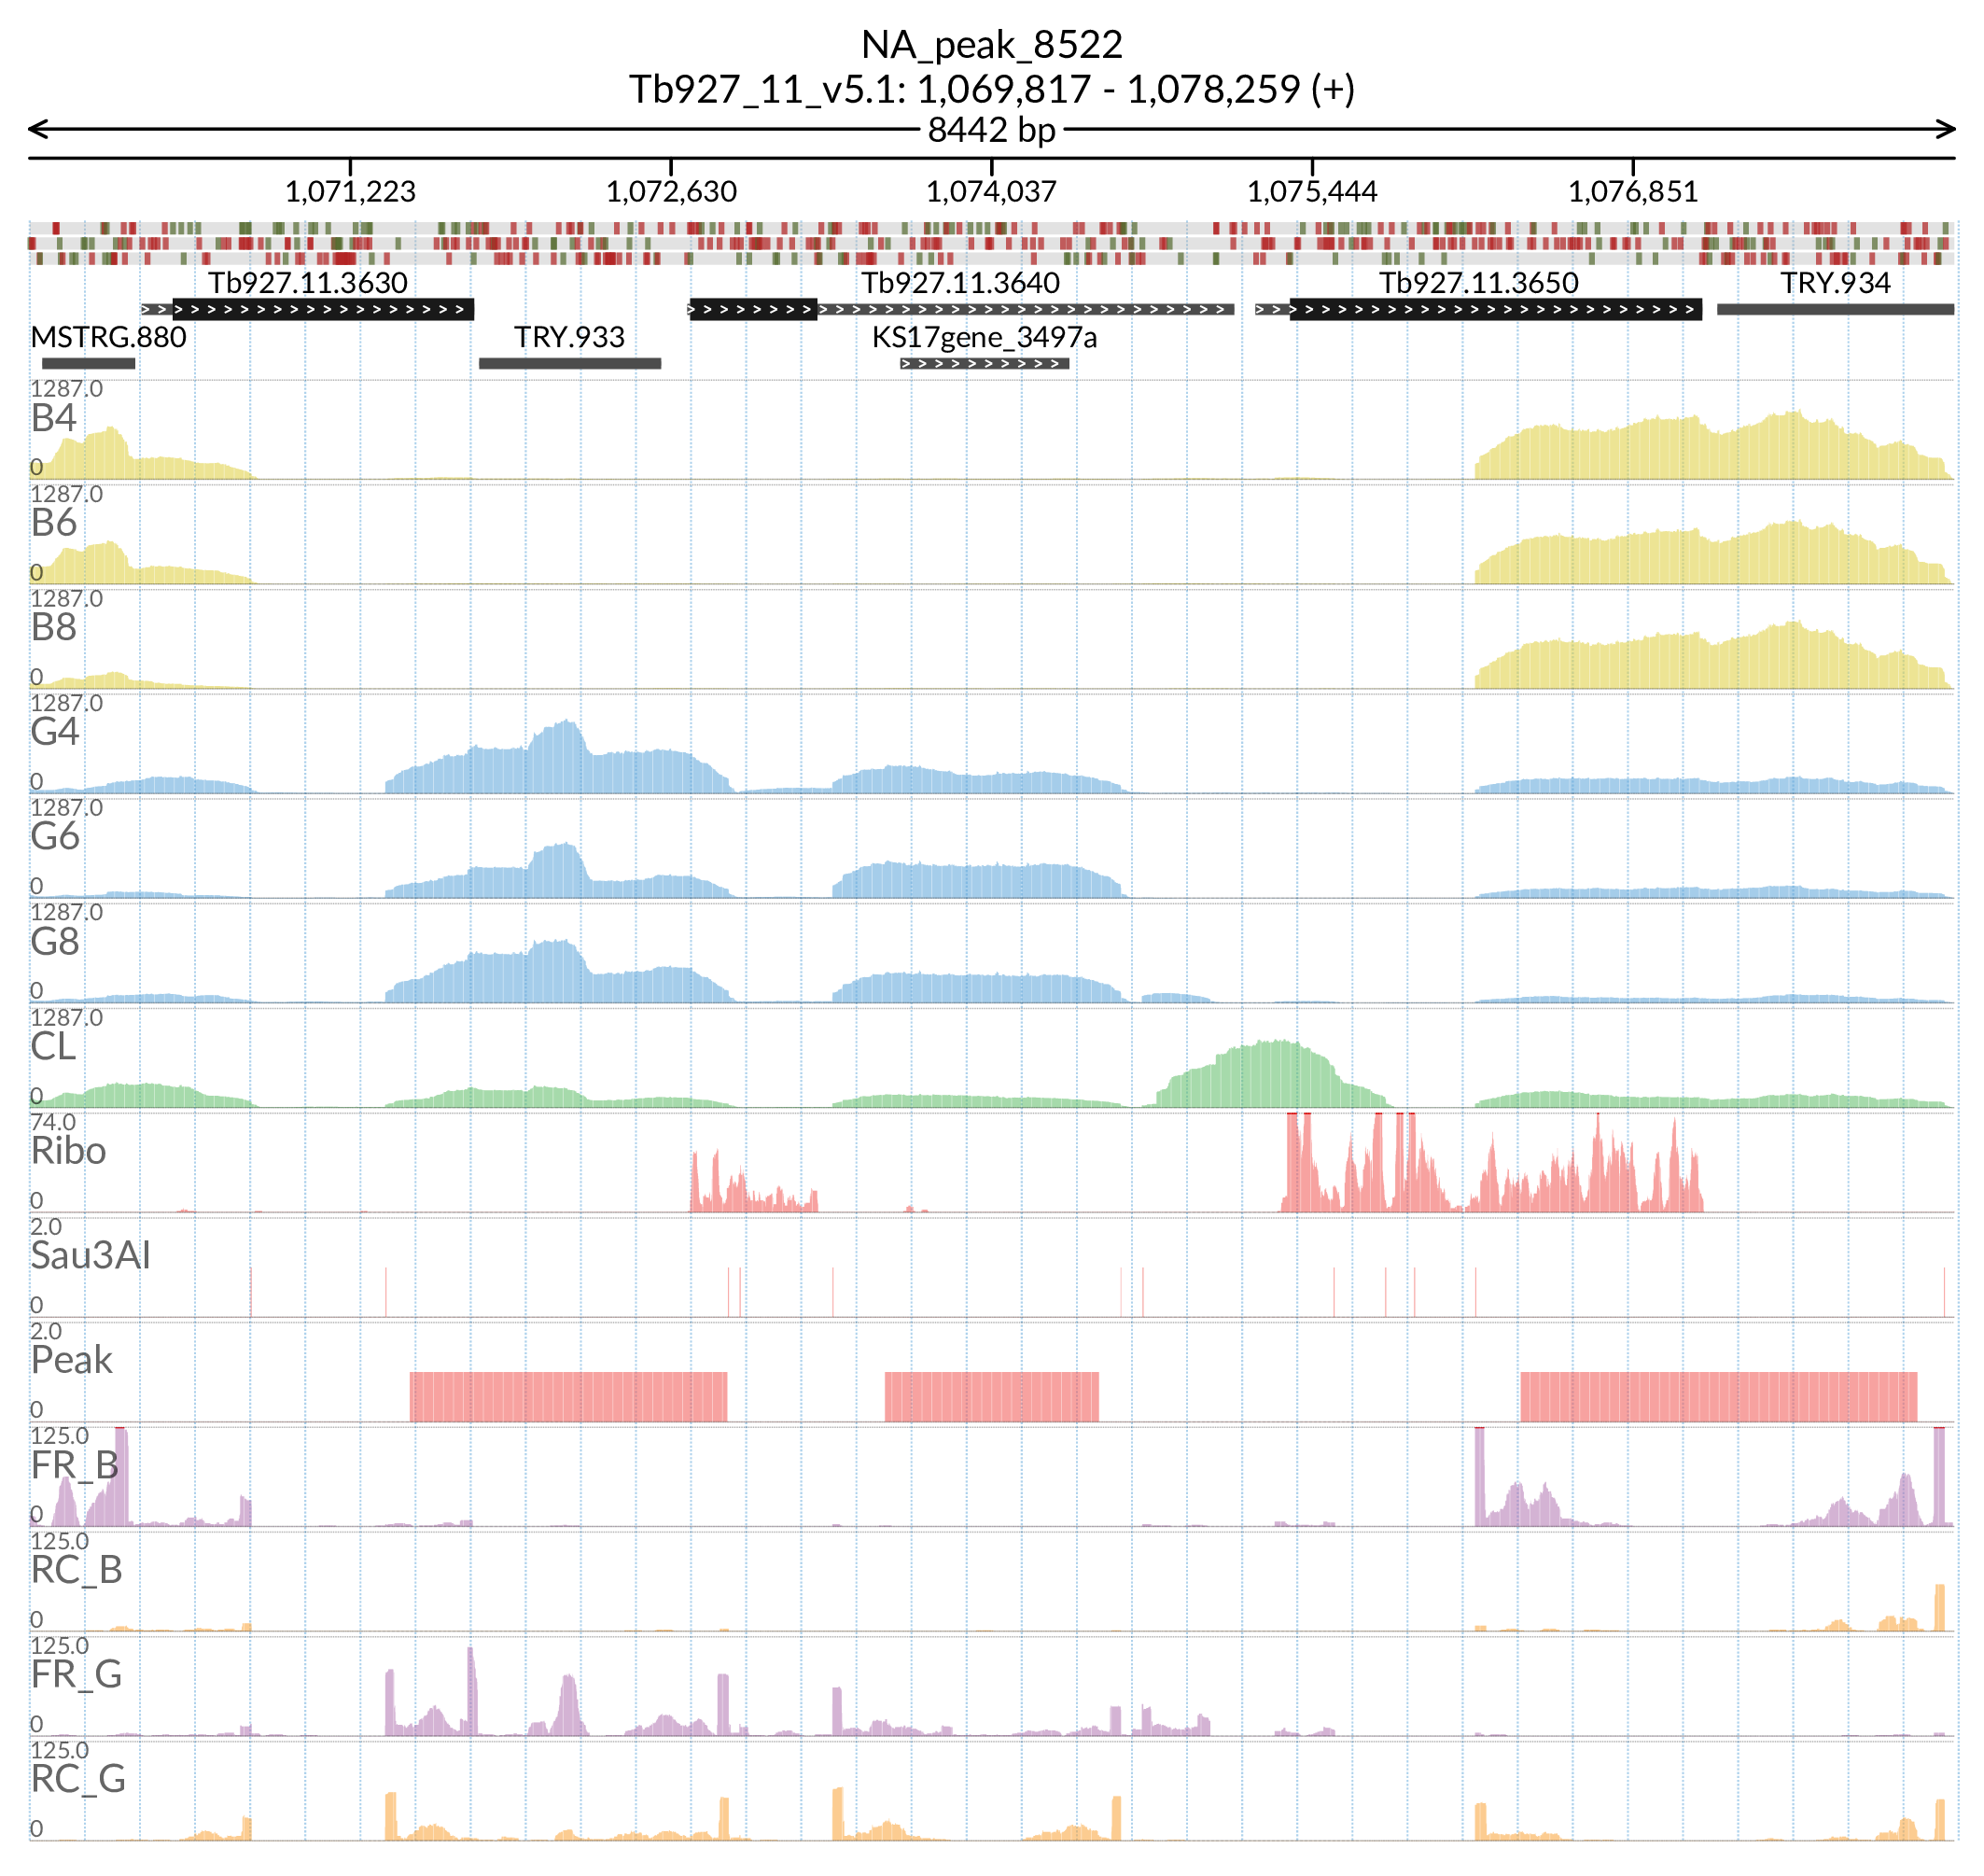 NA_peak_8522
Tb927_11_v5.1: 1,069,817 - 1,078,259 (+)
8442 bp
1,071,223 1,072,630 1,074,037 1,075,444 1,076,851
Tb927.11.3630 Tb927.11.3640 Tb927.11.3650 TRY.934
MSTRG.880 TRY.933 KS17gene_3497a
1287.0
B4
0
1287.0
B6
0
1287.0
B8
0
1287.0
G4
0
1287.0
G6
0
1287.0
G8
0
1287.0
CL
0
74.0
Ribo
0
2.0
Sau3AI
0
2.0
Peak
0
125.0
FR_B
0
125.0
RC_B
0
125.0
FR_G
0
125.0
RC_G
0